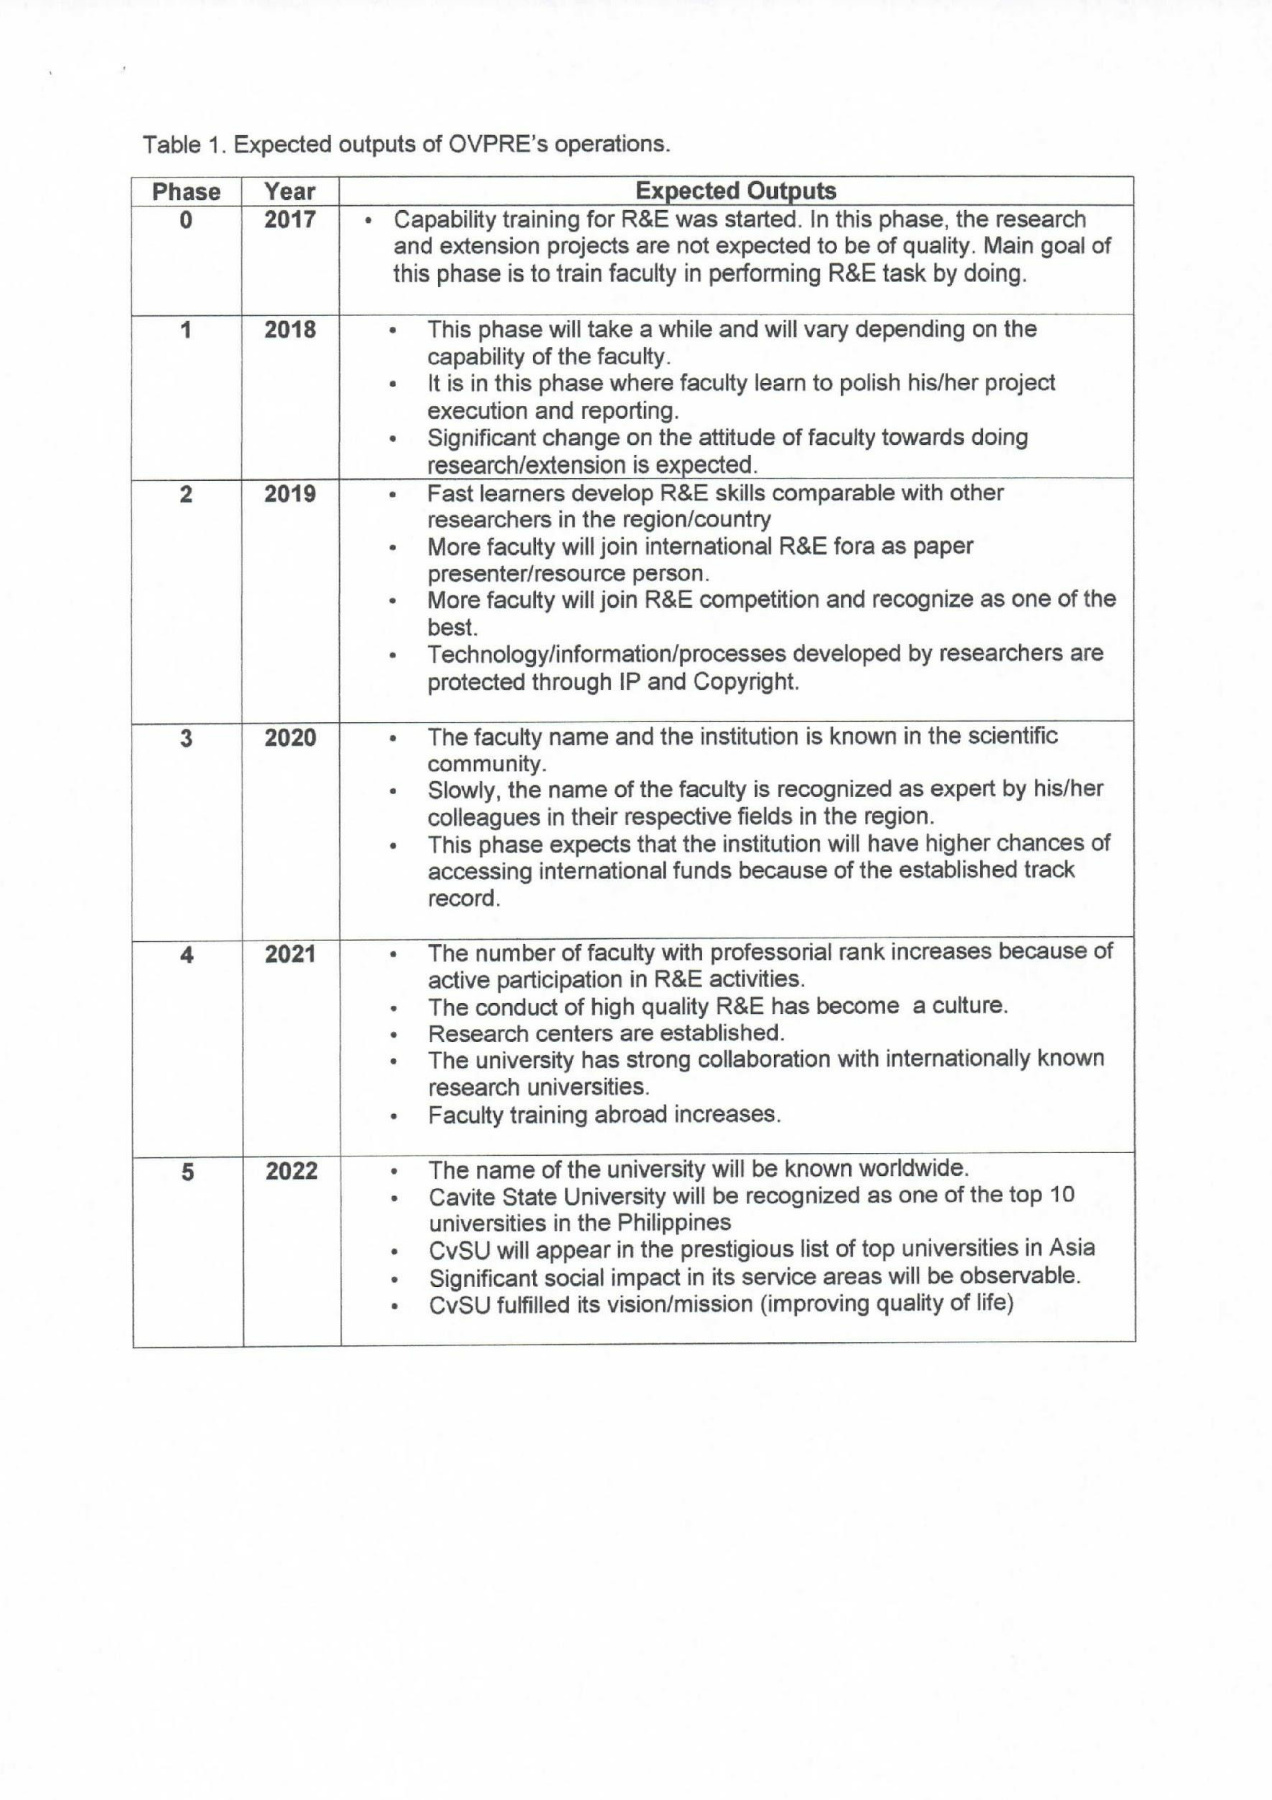 Table 1. Expected outputs of OVPRE's operations.
Phase Year Expected Outputs
0 2017 • Capability training for R&E was started. In this phase, the research
and extension projects are not expected to be of quality. Main goal of
this phase is to train faculty in performing R&E task by doing.
1 2018 • This phase will take a while and will vary depending on the
capability of the faculty.
• It is in this phase where faculty learn to polish his/her project
execution and reporting.
• Significant change on the attitude of faculty towards doing
research/extension is expected.
2 2019 • Fast learners develop R&E skills comparable with other
researchers in the region/country
• More faculty will join international R&E fora as paper
presenter/resource person.
• More faculty will join R&E competition and recognize as one of the
best.
• Technology/information/processes developed by researchers are
protected through IP and Copyright.
3 2020 • The faculty name and the institution is known in the scientific
community.
• Slowly, the name of the faculty is recognized as expert by his/her
colleagues in their respective fields in the region.
• This phase expects that the institution will have higher chances of
accessing international funds because of the established track
record.
4 2021 • The number of faculty with professorial rank increases because of
active participation in R&E activities.
• The conduct of high quality R&E has become a culture.
• Research centers are established.
• The university has strong collaboration with internationally known
research universities.
• Faculty training abroad increases.
5 2022 • The name of the university will be known worldwide.
• Cavite State University will be recognized as one of the top 10
universities in the Philippines
• CvSU will appear in the prestigious list of top universities in Asia
• Significant social impact in its service areas will be observable.
• CvSU fulfilled its vision/mission (improving quality of life)